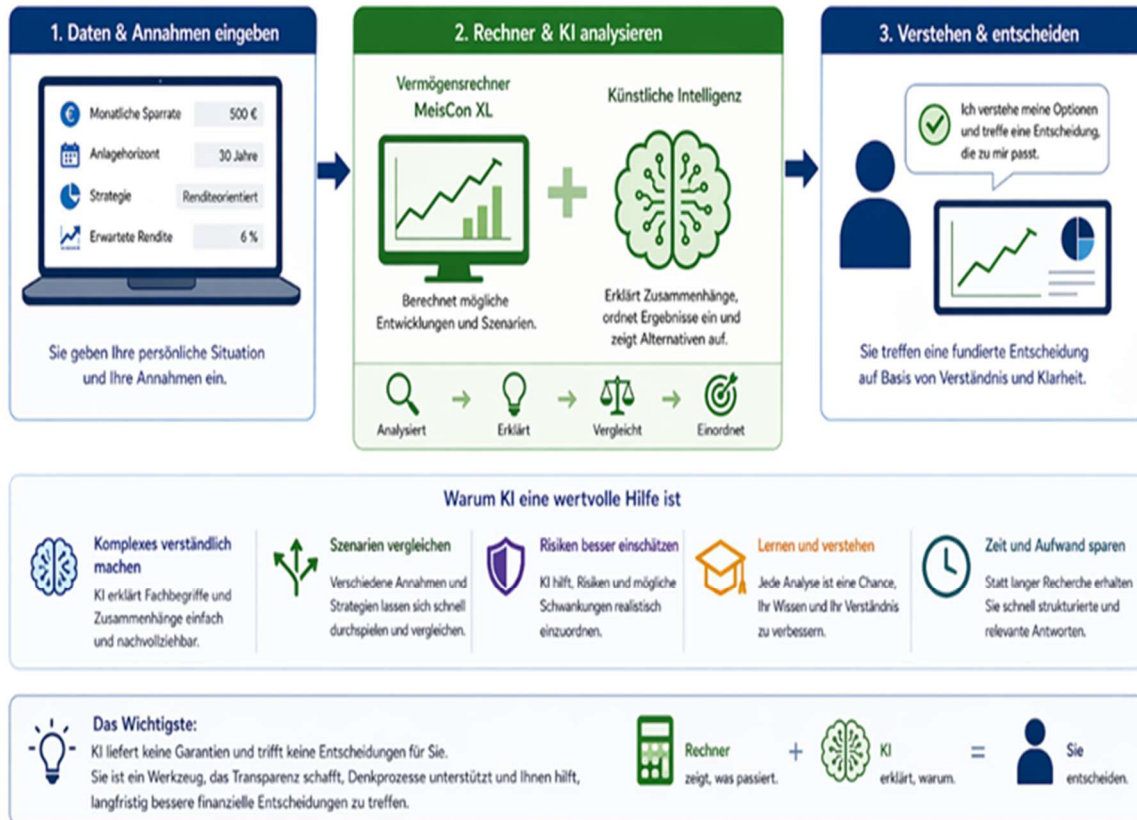 1. Daten & Annahmen eingeben
Monatliche Sparrate
500 €
Anlagehorizont
30 Jahre
Strategie
Renditeorientiert
Erwartete Rendite
6 %
Sie geben Ihre persönliche Situation
und Ihre Annahmen ein.
2. Rechner & KI analysieren
Vermögensrechner
MeisCon XL
Berechnet mögliche
Entwicklungen und Szenarien.
Künstliche Intelligenz
Erklärt Zusammenhänge,
ordnet Ergebnisse ein und
zeigt Alternativen auf.
Analysiert
Erklärt
Vergleicht
Einordnet
3. Verstehen & entscheiden
Ich verstehe meine Optionen
und treffe eine Entscheidung,
die zu mir passt.
Sie treffen eine fundierte Entscheidung
auf Basis von Verständnis und Klarheit.
Warum KI eine wertvolle Hilfe ist
Komplexes verständlich
machen
KI erklärt Fachbegriffe und
Zusammenhänge einfach
und nachvollziehbar.
Szenarien vergleichen
Verschiedene Annahmen und
Strategien lassen sich schnell
durchspielen und vergleichen.
Risiken besser einschätzen
KI hilft, Risiken und mögliche
Schwankungen realistisch
einzuordnen.
Lernen und verstehen
Jede Analyse ist eine Chance,
Ihr Wissen und Ihr Verständnis
zu verbessern.
Zeit und Aufwand sparen
Statt langer Recherche erhalten
Sie schnell strukturierte und
relevante Antworten.
Das Wichtigste:
KI liefert keine Garantien und trifft keine Entscheidungen für Sie.
Sie ist ein Werkzeug, das Transparenz schafft, Denkprozesse unterstützt und Ihnen hilft,
langfristig bessere finanzielle Entscheidungen zu treffen.
Rechner
zeigt, was passiert.
+
KI
erklärt, warum.
=
Sie
entscheiden.